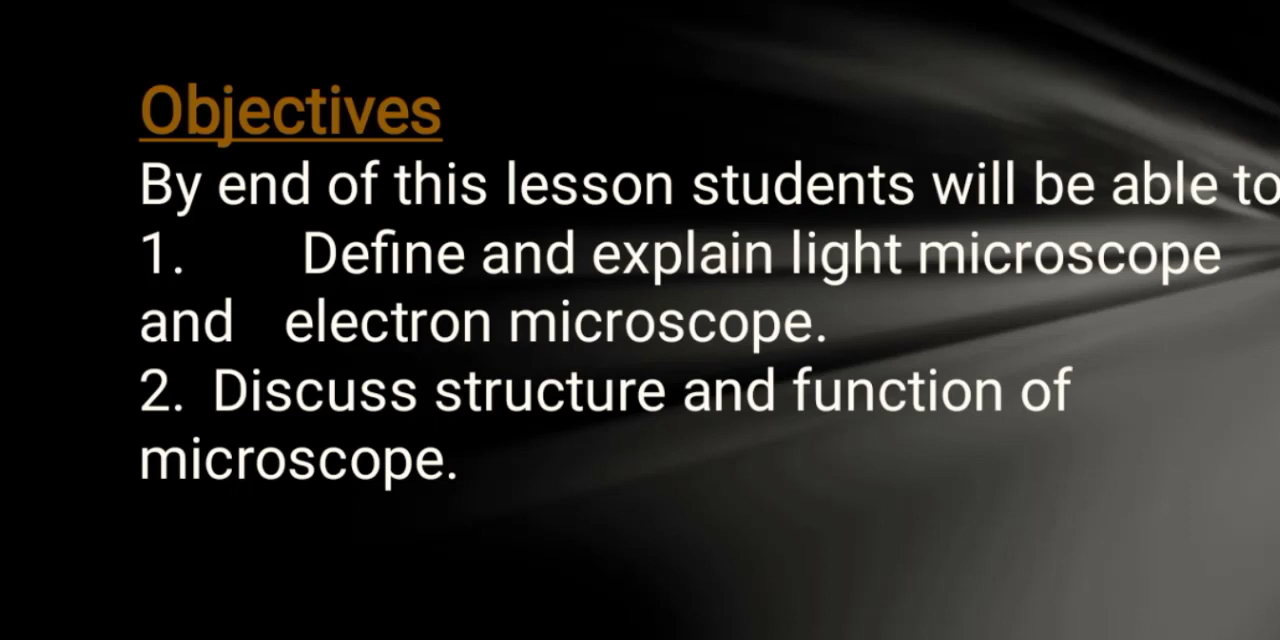 Objectives
By end of this lesson students will be able to
1. Define and explain light microscope
and electron microscope.
2. Discuss structure and function of
microscope.